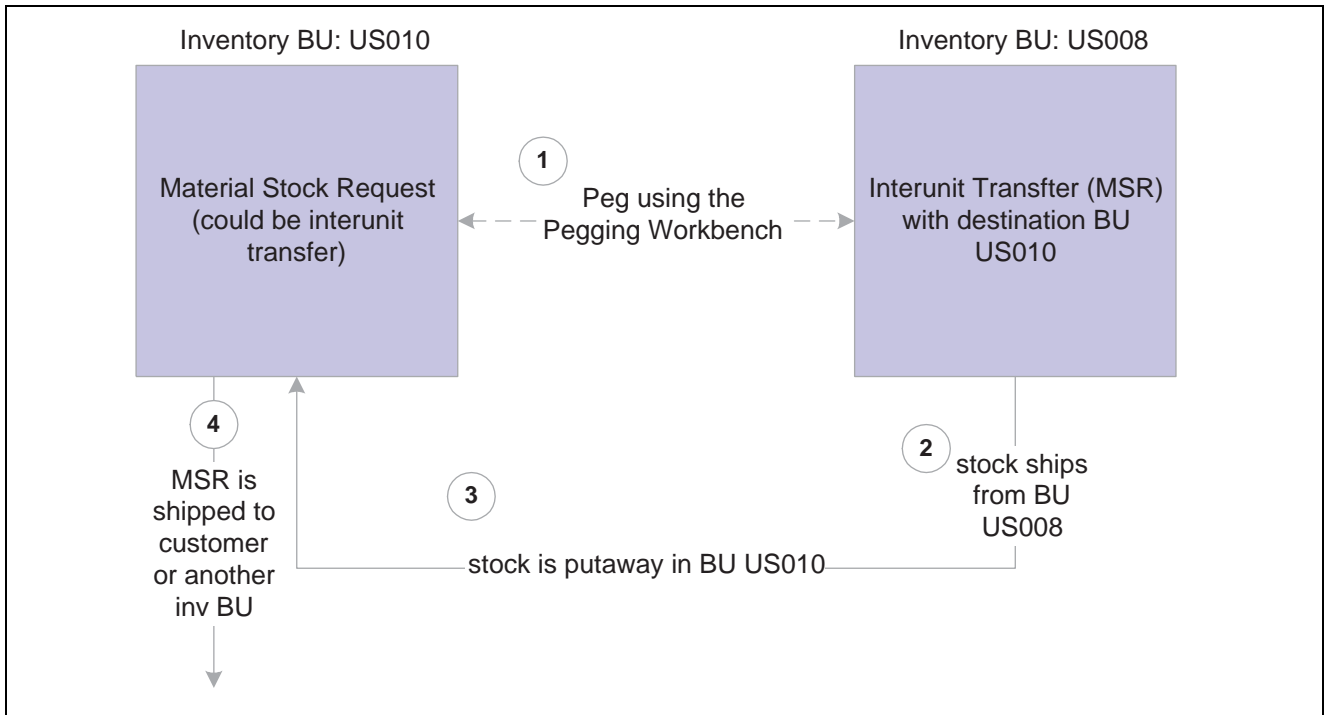 Inventory BU: US010
Inventory BU: US008
Material Stock Request
(could be interunit
transfer)
1
Peg using the
Pegging Workbench
Interunit Transfter (MSR)
with destination BU
US010
4
MSR is
shipped to
customer
or another
inv BU
3
stock is putaway in BU US010
2
stock ships
from BU
US008